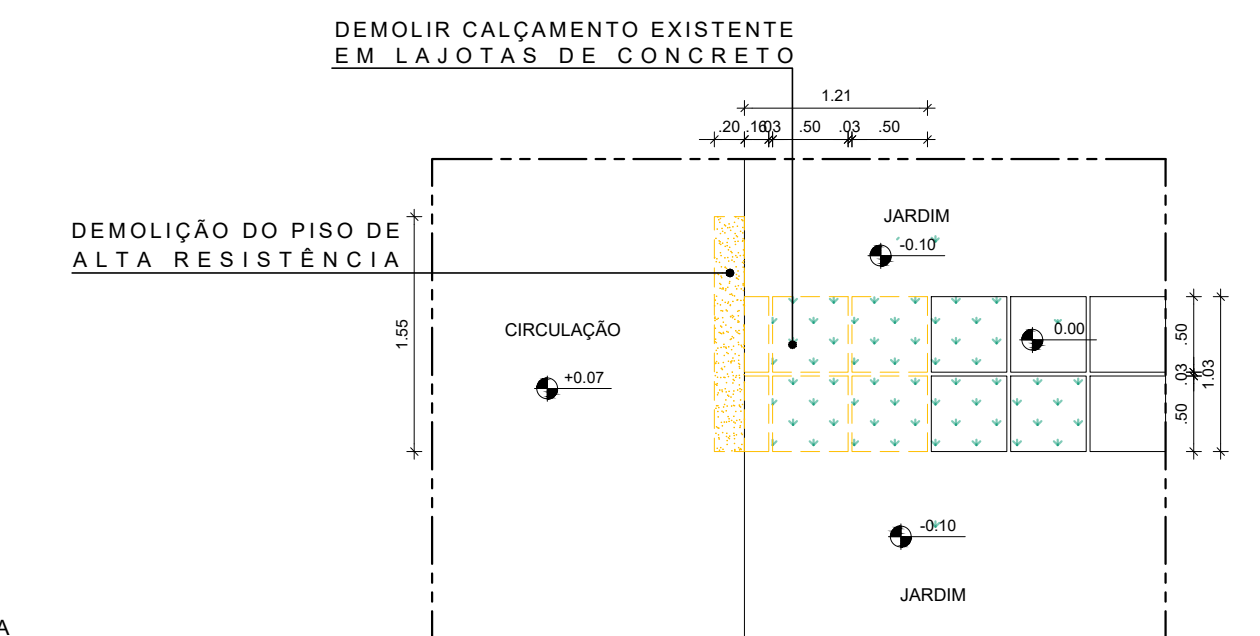 DEMOLIR CALÇAMENTO EXISTENTE
EM LAJOTAS DE CONCRETO
1.21
.20 .16 .03 .50 .03 .50
DEMOLIÇÃO DO PISO DE
ALTA RESISTÊNCIA
JARDIM
-0.10
1.55
CIRCULAÇÃO
+0.07
0.00
.50
.03
.50
1.03
-0.10
JARDIM
A